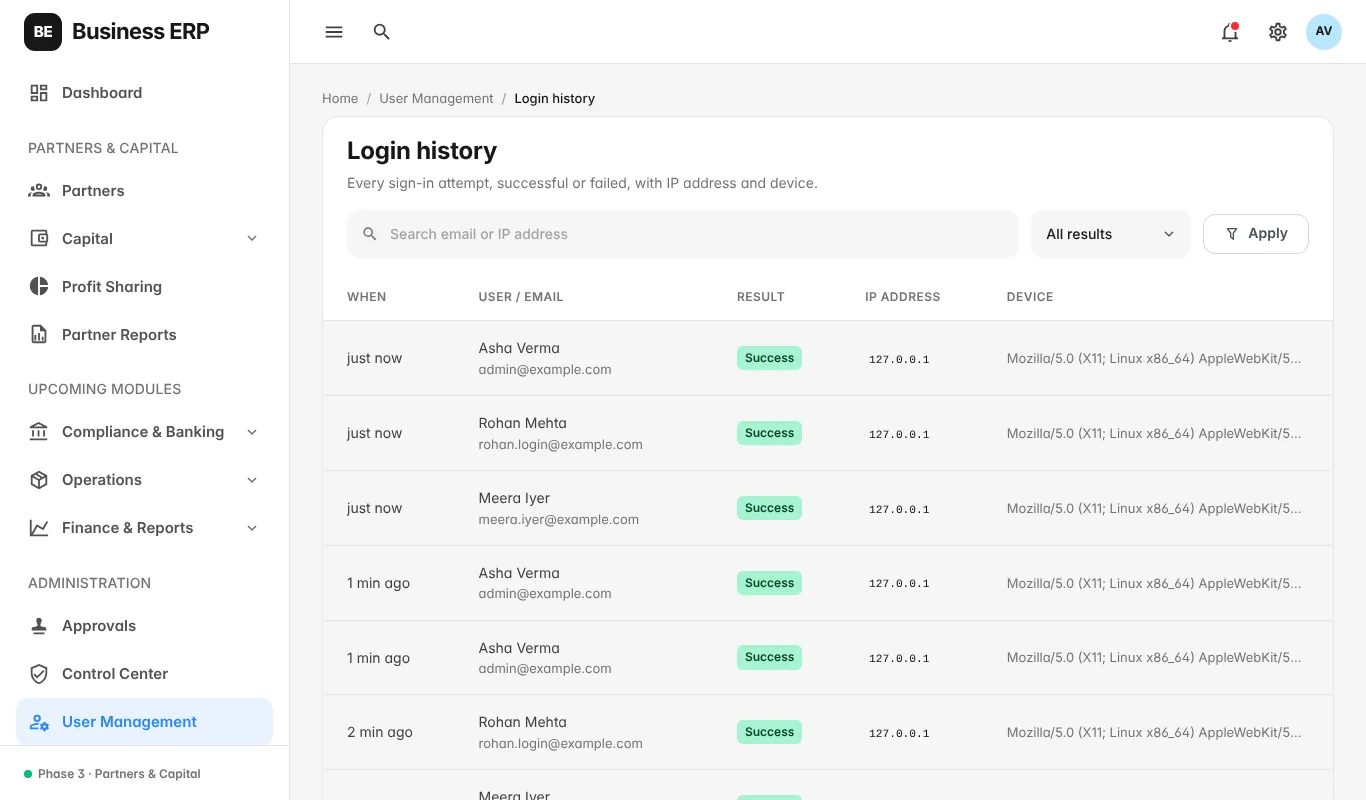 BE Business ERP
AV
Dashboard
PARTNERS & CAPITAL
Partners
Capital
Profit Sharing
Partner Reports
UPCOMING MODULES
Compliance & Banking
Operations
Finance & Reports
ADMINISTRATION
Approvals
Control Center
User Management
Phase 3 · Partners & Capital
Home / User Management / Login history
Login history
Every sign-in attempt, successful or failed, with IP address and device.
Search email or IP address
All results
Apply
WHEN USER / EMAIL RESULT IP ADDRESS DEVICE
just now Asha Verma Success 127.0.0.1 Mozilla/5.0 (X11; Linux x86_64) AppleWebKit/5...
admin@example.com
just now Rohan Mehta Success 127.0.0.1 Mozilla/5.0 (X11; Linux x86_64) AppleWebKit/5...
rohan.login@example.com
just now Meera Iyer Success 127.0.0.1 Mozilla/5.0 (X11; Linux x86_64) AppleWebKit/5...
meera.iyer@example.com
1 min ago Asha Verma Success 127.0.0.1 Mozilla/5.0 (X11; Linux x86_64) AppleWebKit/5...
admin@example.com
1 min ago Asha Verma Success 127.0.0.1 Mozilla/5.0 (X11; Linux x86_64) AppleWebKit/5...
admin@example.com
2 min ago Rohan Mehta Success 127.0.0.1 Mozilla/5.0 (X11; Linux x86_64) AppleWebKit/5...
rohan.login@example.com
Meera Iyer